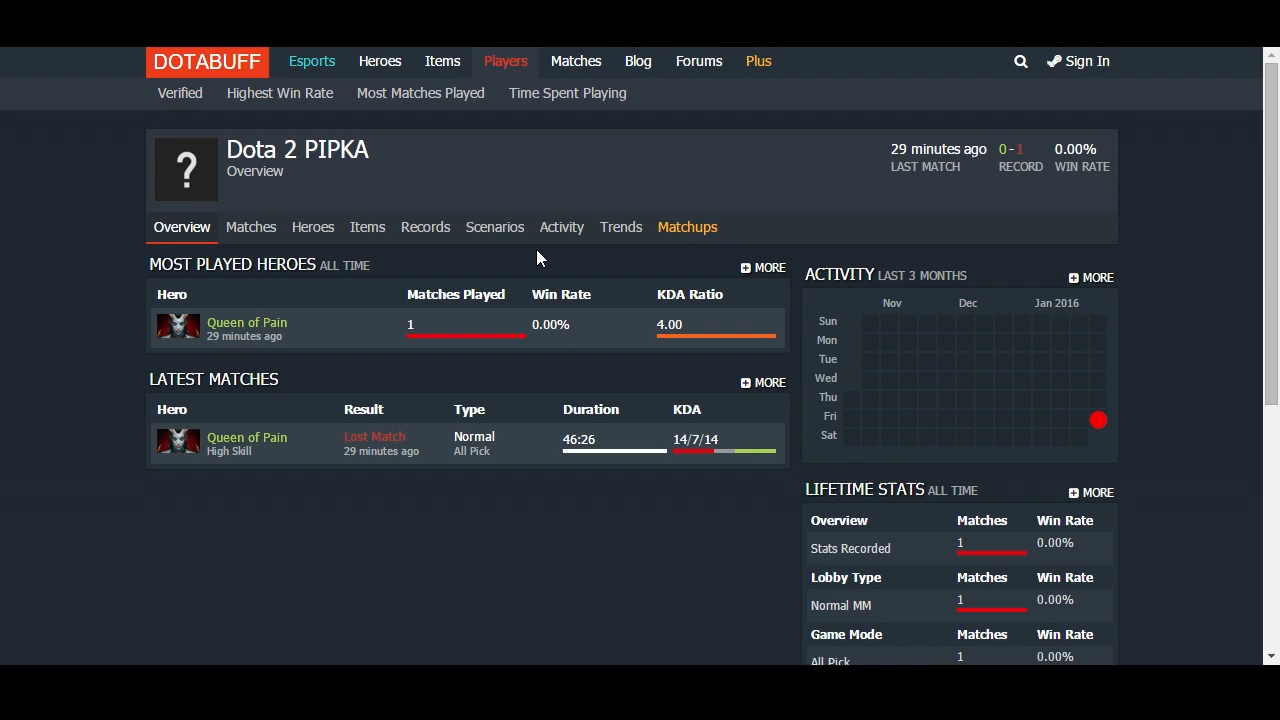 DOTABUFF Esports Heroes Items Players Matches Blog Forums Plus Sign In
Verified Highest Win Rate Most Matches Played Time Spent Playing
?
Dota 2 PIPKA
Overview
29 minutes ago 0-1 0.00%
LAST MATCH RECORD WIN RATE
Overview Matches Heroes Items Records Scenarios Activity Trends Matchups
MOST PLAYED HEROES ALL TIME MORE
Hero Matches Played Win Rate KDA Ratio
Queen of Pain 1 0.00% 4.00
29 minutes ago
LATEST MATCHES MORE
Hero Result Type Duration KDA
Queen of Pain Lost Match Normal 46:26 14/7/14
High Skill 29 minutes ago All Pick
ACTIVITY LAST 3 MONTHS MORE
Nov Dec Jan 2016
Sun
Mon
Tue
Wed
Thu
Fri
Sat
LIFETIME STATS ALL TIME MORE
Overview Matches Win Rate
Stats Recorded 1 0.00%
Lobby Type Matches Win Rate
Normal MM 1 0.00%
Game Mode Matches Win Rate
All Pick 1 0.00%